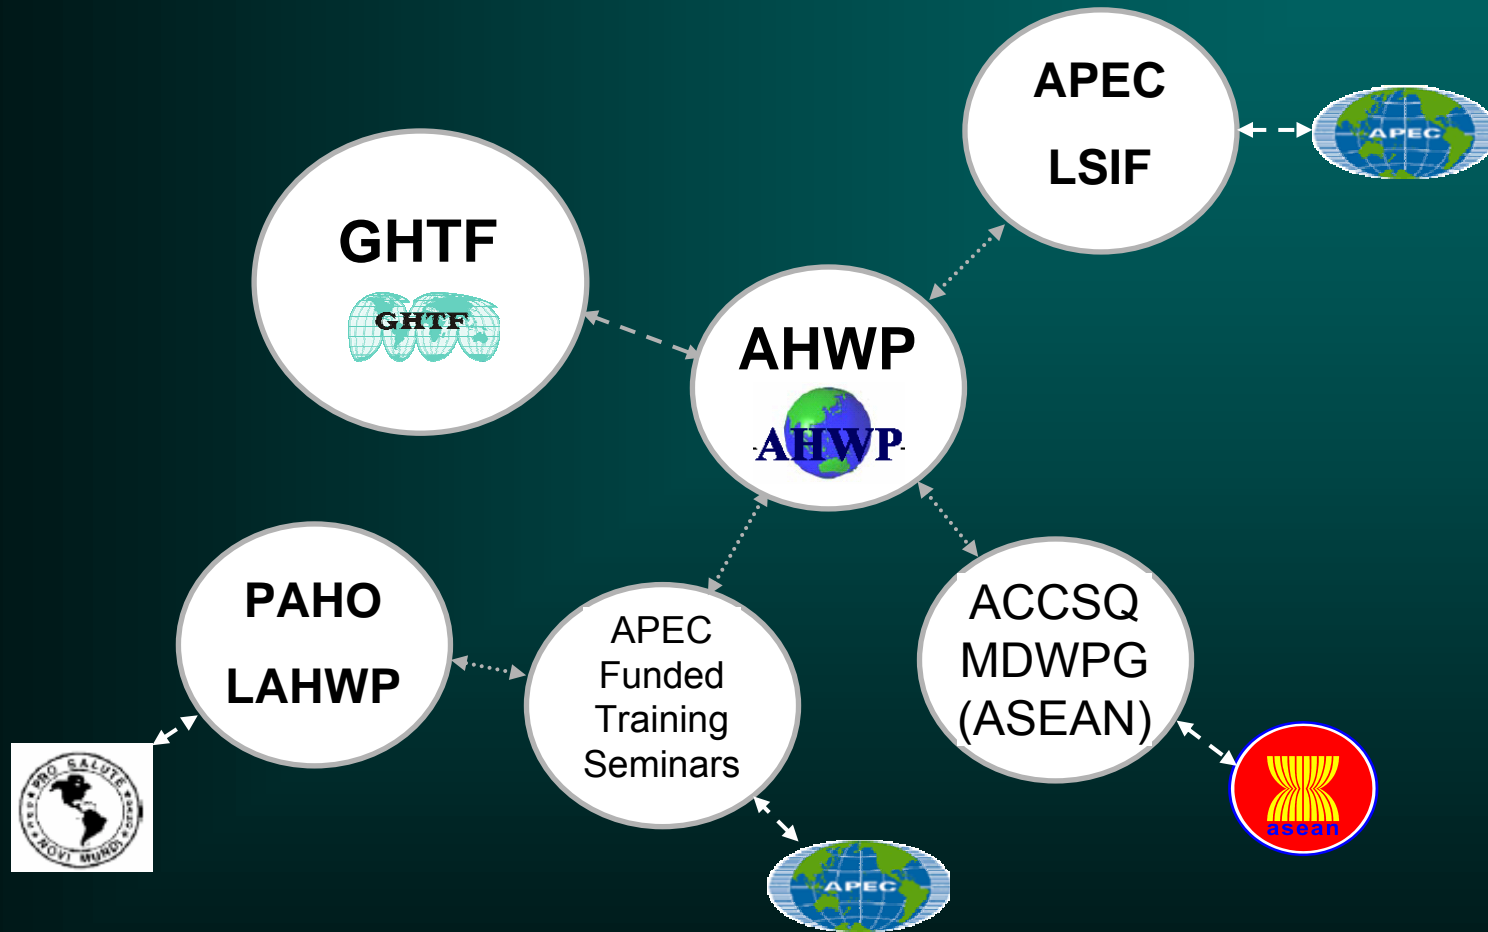 APEC
LSIF
APEC
GHTF
GHTF
AHWP
AHWP
PAHO
LAHWP
APEC
Funded
Training
Seminars
ACCSQ
MDWPG
(ASEAN)
PRO SALUTE
NOVI MUNDI
asean
APEC